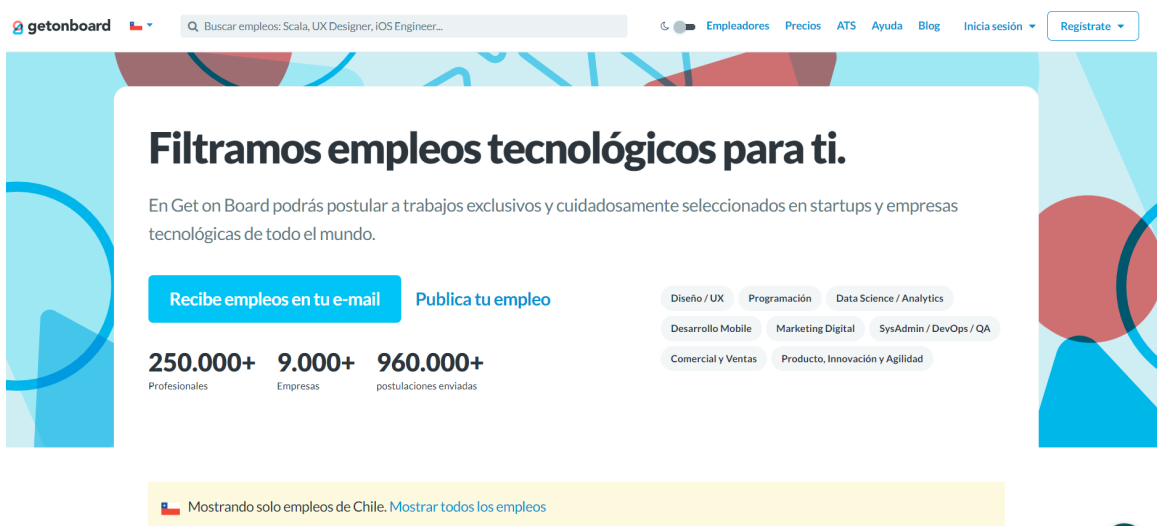 getonboard
Buscar empleos: Scala, UX Designer, iOS Engineer...
Empleadores Precios ATS Ayuda Blog Inicia sesión Regístrate
Filtramos empleos tecnológicos para ti.
En Get on Board podrás postular a trabajos exclusivos y cuidadosamente seleccionados en startups y empresas
tecnológicas de todo el mundo.
Recibe empleos en tu e-mail Publica tu empleo
250.000+ 9.000+ 960.000+
Profesionales Empresas postulaciones enviadas
Diseño / UX Programación Data Science / Analytics
Desarrollo Mobile Marketing Digital SysAdmin / DevOps / QA
Comercial y Ventas Producto, Innovación y Agilidad
Mostrando solo empleos de Chile. Mostrar todos los empleos